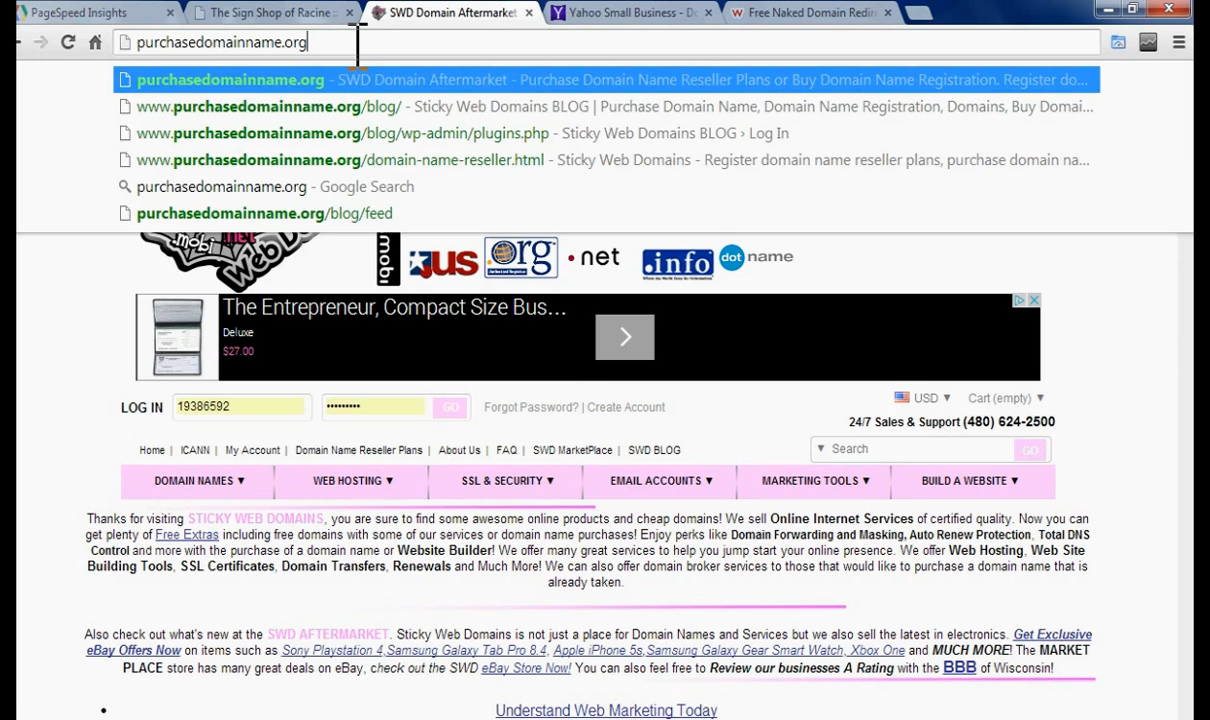 PageSpeed Insights
The Sign Shop of Racine
SWD Domain Aftermarket
Yahoo Small Business - Do
Free Naked Domain Redir
purchasedomainname.org
purchasedomainname.org - SWD Domain Aftermarket - Purchase Domain Name Reseller Plans or Buy Domain Name Registration. Register do...
www.purchasedomainname.org/blog/ - Sticky Web Domains BLOG | Purchase Domain Name, Domain Name Registration, Domains, Buy Domai...
www.purchasedomainname.org/blog/wp-admin/plugins.php - Sticky Web Domains BLOG › Log In
www.purchasedomainname.org/domain-name-reseller.html - Sticky Web Domains - Register domain name reseller plans, purchase domain na...
purchasedomainname.org - Google Search
purchasedomainname.org/blog/feed
mobi .net Web Do
mobi .us .org .net .info dot name
The Entrepreneur, Compact Size Bus...
Deluxe
$27.00
LOG IN 19386592 ••••••••• GO Forgot Password? | Create Account
USD ▼ Cart (empty) ▼
24/7 Sales & Support (480) 624-2500
Home | ICANN | My Account | Domain Name Reseller Plans | About Us | FAQ | SWD MarketPlace | SWD BLOG
▼ Search GO
DOMAIN NAMES ▼ WEB HOSTING ▼ SSL & SECURITY ▼ EMAIL ACCOUNTS ▼ MARKETING TOOLS ▼ BUILD A WEBSITE ▼
Thanks for visiting STICKY WEB DOMAINS, you are sure to find some awesome online products and cheap domains! We sell Online Internet Services of certified quality. Now you can
get plenty of Free Extras including free domains with some of our services or domain name purchases! Enjoy perks like Domain Forwarding and Masking, Auto Renew Protection, Total DNS
Control and more with the purchase of a domain name or Website Builder! We offer many great services to help you jump start your online presence. We offer Web Hosting, Web Site
Building Tools, SSL Certificates, Domain Transfers, Renewals and Much More! We can also offer domain broker services to those that would like to purchase a domain name that is
already taken.
Also check out what's new at the SWD AFTERMARKET. Sticky Web Domains is not just a place for Domain Names and Services but we also sell the latest in electronics. Get Exclusive
eBay Offers Now on items such as Sony Playstation 4,Samsung Galaxy Tab Pro 8.4, Apple iPhone 5s,Samsung Galaxy Gear Smart Watch, Xbox One and MUCH MORE! The MARKET
PLACE store has many great deals on eBay, check out the SWD eBay Store Now! You can also feel free to Review our businesses A Rating with the BBB of Wisconsin!
• Understand Web Marketing Today